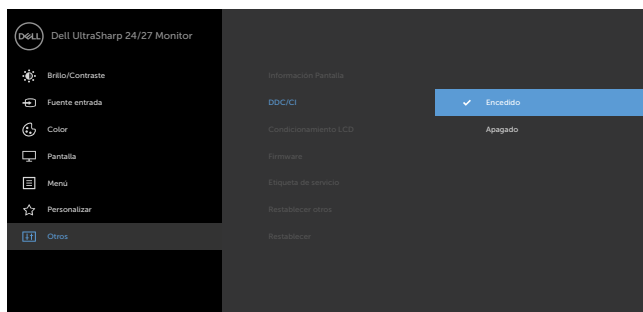 DELL
Dell UltraSharp 24/27 Monitor
Brillo/Contraste
Fuente entrada
Color
Pantalla
Menú
Personalizar
Otros
Información Pantalla
DDC/CI
Condicionamiento LCD
Firmware
Etiqueta de servicio
Restablecer otros
Restablecer
Encedido
Apagado